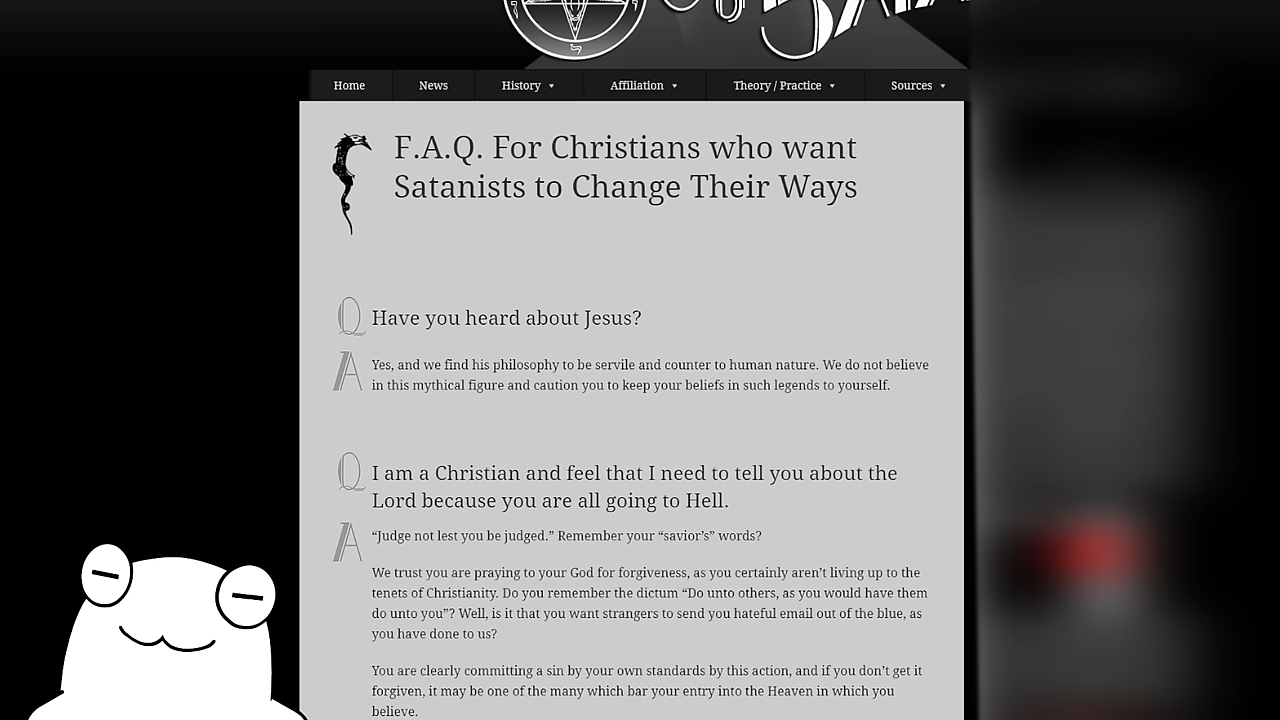 Home News History Affiliation Theory / Practice Sources
F.A.Q. For Christians who want
Satanists to Change Their Ways
Q Have you heard about Jesus?
A Yes, and we find his philosophy to be servile and counter to human nature. We do not believe
in this mythical figure and caution you to keep your beliefs in such legends to yourself.
Q I am a Christian and feel that I need to tell you about the
Lord because you are all going to Hell.
A “Judge not lest you be judged.” Remember your “savior’s” words?
We trust you are praying to your God for forgiveness, as you certainly aren’t living up to the
tenets of Christianity. Do you remember the dictum “Do unto others, as you would have them
do unto you”? Well, is it that you want strangers to send you hateful email out of the blue, as
you have done to us?
You are clearly committing a sin by your own standards by this action, and if you don’t get it
forgiven, it may be one of the many which bar your entry into the Heaven in which you
believe.